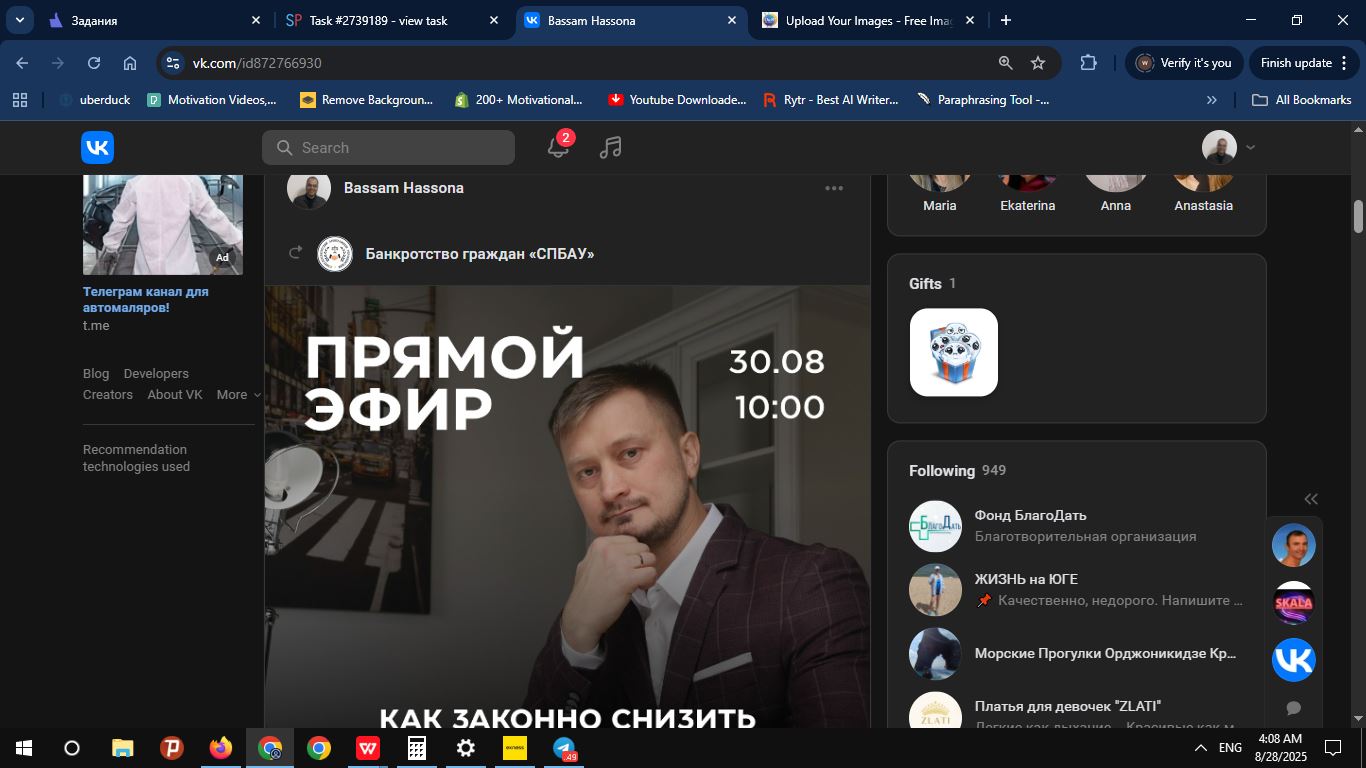 Задания
Task #2739189 - view task
Bassam Hassona
Upload Your Images - Free Imag
vk.com/id872766930
Verify it's you
Finish update
uberduck
Motivation Videos,...
Remove Backgroun...
200+ Motivational...
Youtube Downloade...
Rytr - Best AI Writer...
Paraphrasing Tool -...
All Bookmarks
Search
2
Ad
Телеграм канал для
автомаляров!
t.me
Blog Developers
Creators About VK More
Recommendation
technologies used
Bassam Hassona
Банкротство граждан «СПБАУ»
ПРЯМОЙ
ЭФИР
30.08
10:00
КАК ЗАКОННО СНИЗИТЬ
Maria Ekaterina Anna Anastasia
Gifts 1
Following 949
БлагоДать
Фонд БлагоДать
Благотворительная организация
ЖИЗНЬ на ЮГЕ
Качественно, недорого. Напишите ...
Морские Прогулки Орджоникидзе Кр...
ZLATI
Платья для девочек "ZLATI"
Легкие как дыхание... Красивые как м...
SKALA
exness
49
ENG
4:08 AM
8/28/2025